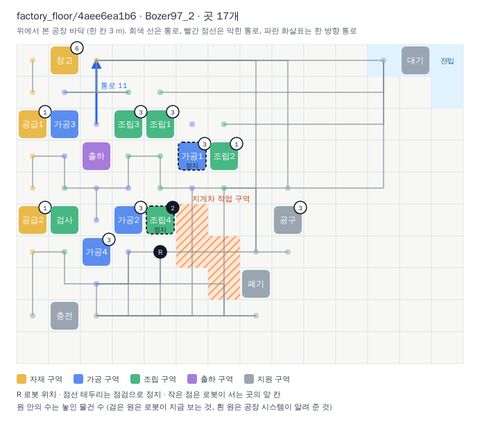 factory_floor/4aee6ea1b6 · Bozer97_2 · 곳 17개
위에서 본 공장 바닥 (한 칸 3 m). 회색 선은 통로, 빨간 점선은 막힌 통로, 파란 화살표는 한 방향 통로
6
창고
대기
전립
통로 11
1
3
3
공급1
가공3
조립3
조립1
3
1
출하
가공1
정지
조립2
지게차 작업 구역
1
3
2
3
공급2
검사
가공2
조립4
정지
공구
3
가공4
R
폐기
충전
자재 구역
가공 구역
조립 구역
출하 구역
지원 구역
R 로봇 위치 · 점선 테두리는 점검으로 정지 · 작은 점은 로봇이 서는 곳의 앞 칸
원 안의 수는 놓인 물건 수 (검은 원은 로봇이 지금 보는 것, 흰 원은 공장 시스템이 알려 준 것)